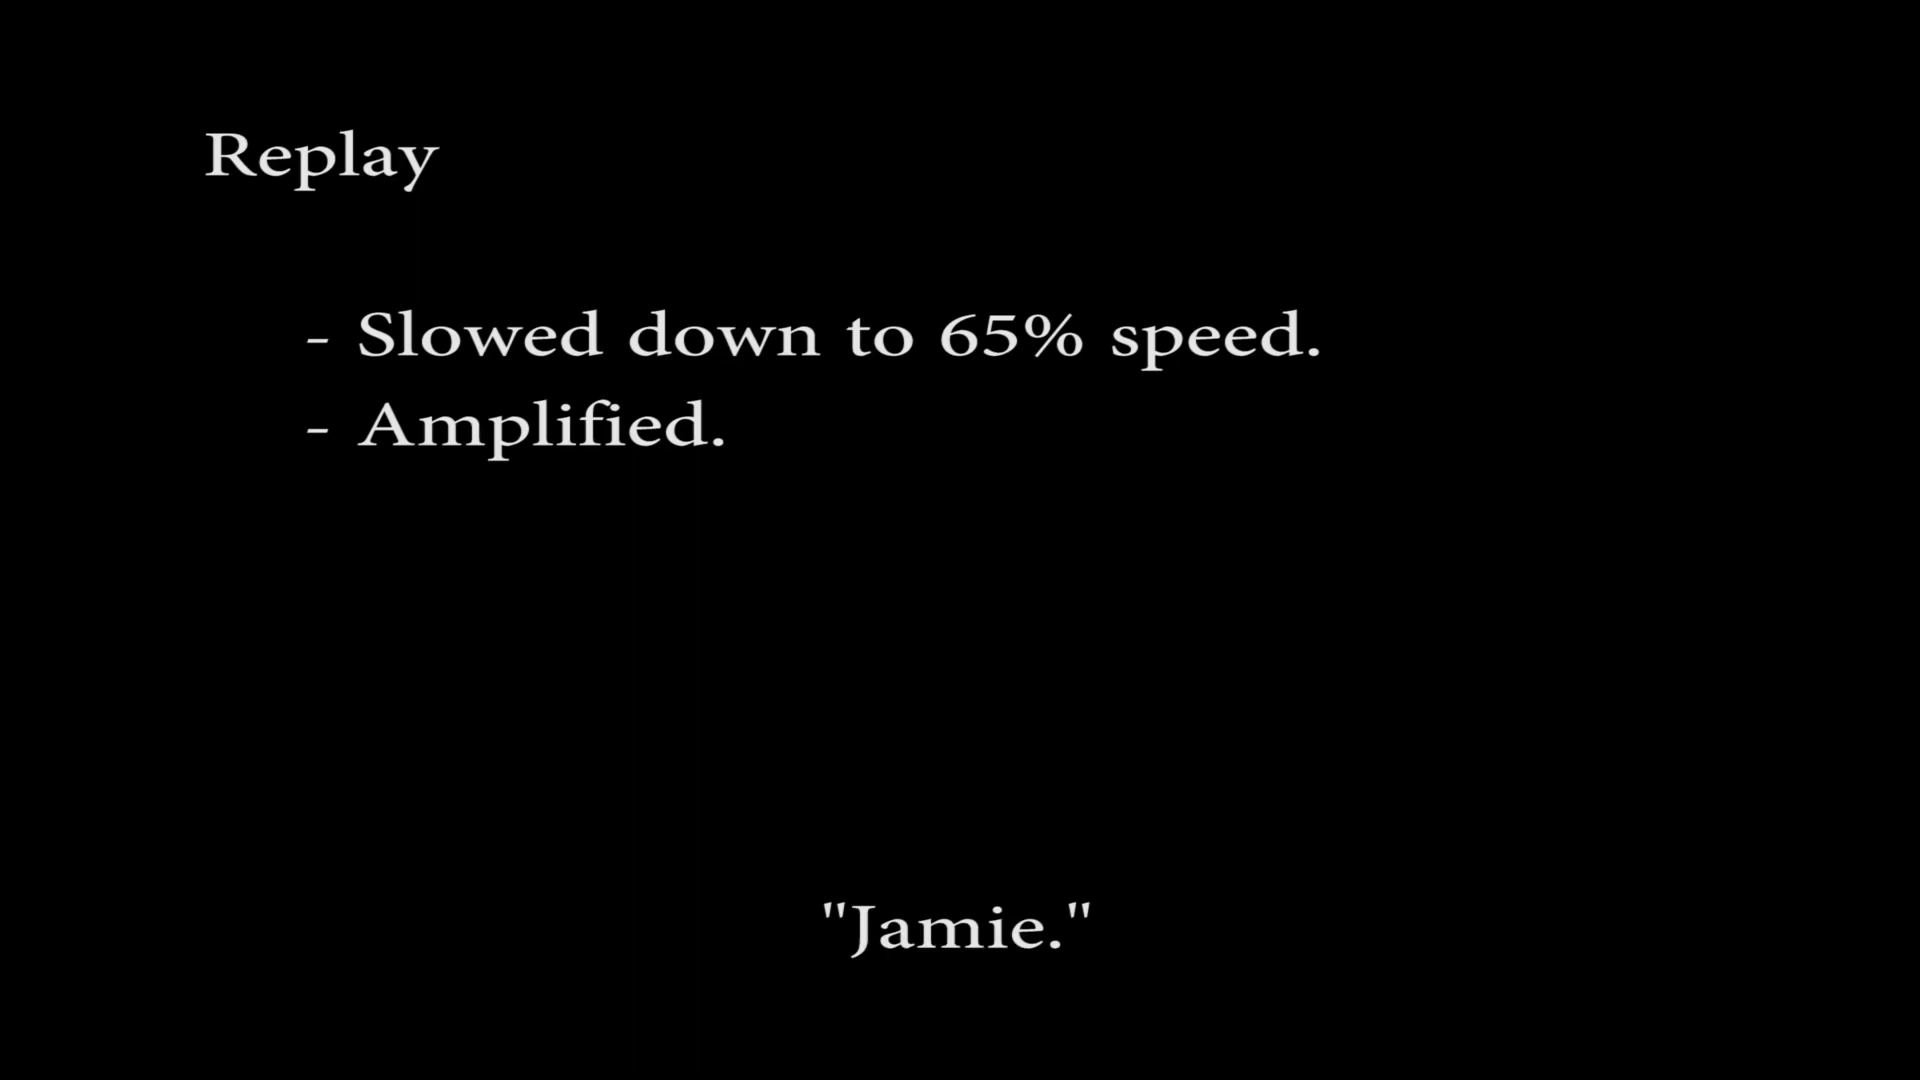 Replay
- Slowed down to 65% speed.
- Amplified.
"Jamie."